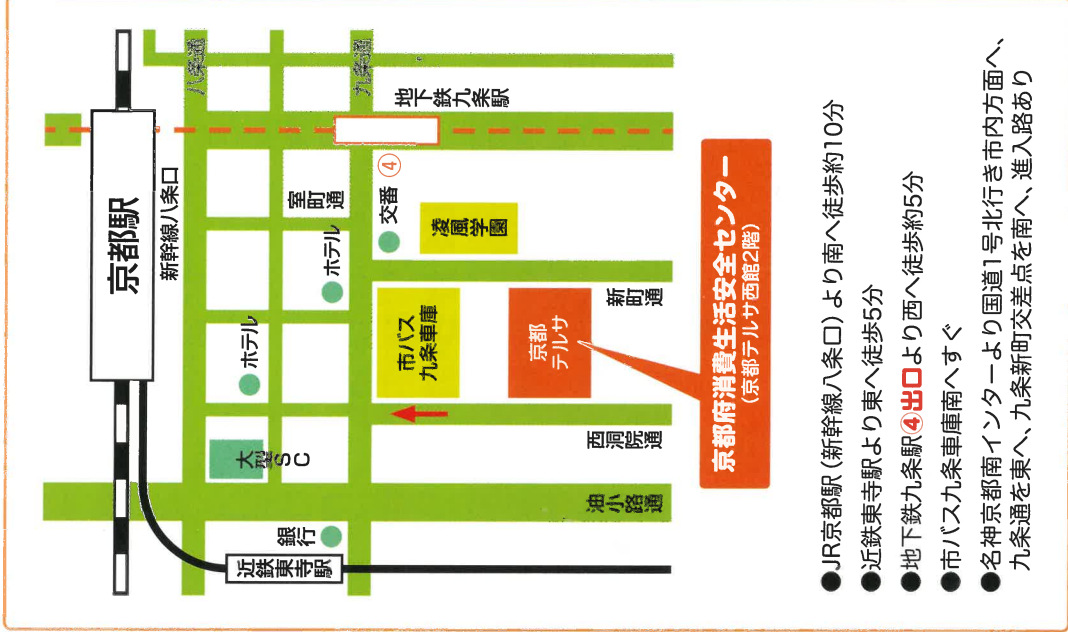 八条通
九条通
京都駅
新幹線八条口
地下鉄九条駅
④
室町通
交番
凌風学園
ホテル
ホテル
新町通
市バス
九条車庫
京都
テルサ
大型SC
西洞院通
油小路通
銀行
近鉄東寺駅
京都府消費生活安全センター
(京都テルサ西館2階)
●JR京都駅(新幹線八条口)より南へ徒歩約10分
●近鉄東寺駅より東へ徒歩5分
●地下鉄九条駅④出口より西へ徒歩約5分
●市バス九条車庫南へすぐ
●名神京都南インターより国道1号北行き市内方面へ、
九条通を東へ、九条新町交差点を南へ、進入路あり